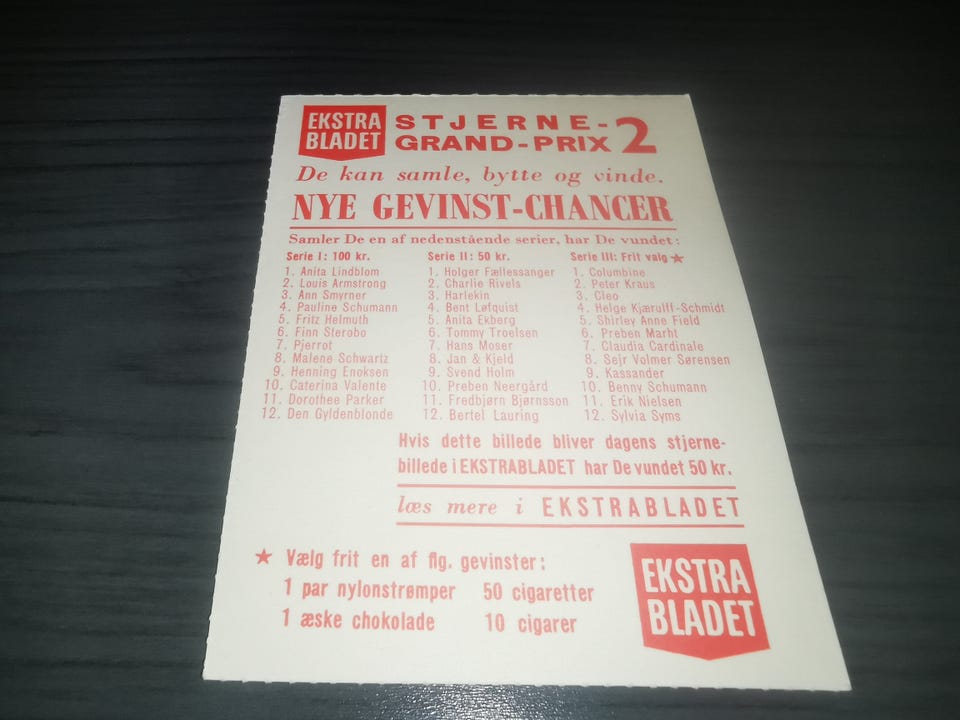 EKSTRA
BLADET
STJERNE-
GRAND-PRIX 2
De kan samle, bytte og vinde.
NYE GEVINST-CHANCER
Samler De en af nedenstående serier, har De vundet:
Serie I: 100 kr.
1. Anita Lindblom
2. Louis Armstrong
3. Ann Smyrner
4. Pauline Schumann
5. Fritz Helmuth
6. Finn Sterobo
7. Pjerrot
8. Malene Schwartz
9. Henning Enoksen
10. Caterina Valente
11. Dorothee Parker
12. Den Gyldenblonde
Serie II: 50 kr.
1. Holger Fællessanger
2. Charlie Rivels
3. Harlekin
4. Bent Løfquist
5. Anita Ekberg
6. Tommy Troelsen
7. Hans Moser
8. Jan & Kjeld
9. Svend Holm
10. Preben Neergård
11. Fredbjørn Bjørnsson
12. Bertel Lauring
Serie III: Frit valg ★
1. Columbine
2. Peter Kraus
3. Cleo
4. Helge Kjærulff-Schmidt
5. Shirley Anne Field
6. Preben Marht
7. Claudia Cardinale
8. Sejr Volmer Sørensen
9. Kassander
10. Benny Schumann
11. Erik Nielsen
12. Sylvia Syms
Hvis dette billede bliver dagens stjerne-
billede i EKSTRABLADET har De vundet 50 kr.
læs mere i EKSTRABLADET
★ Vælg frit en af flg. gevinster:
1 par nylonstrømper 50 cigaretter
1 æske chokolade 10 cigarer
EKSTRA
BLADET